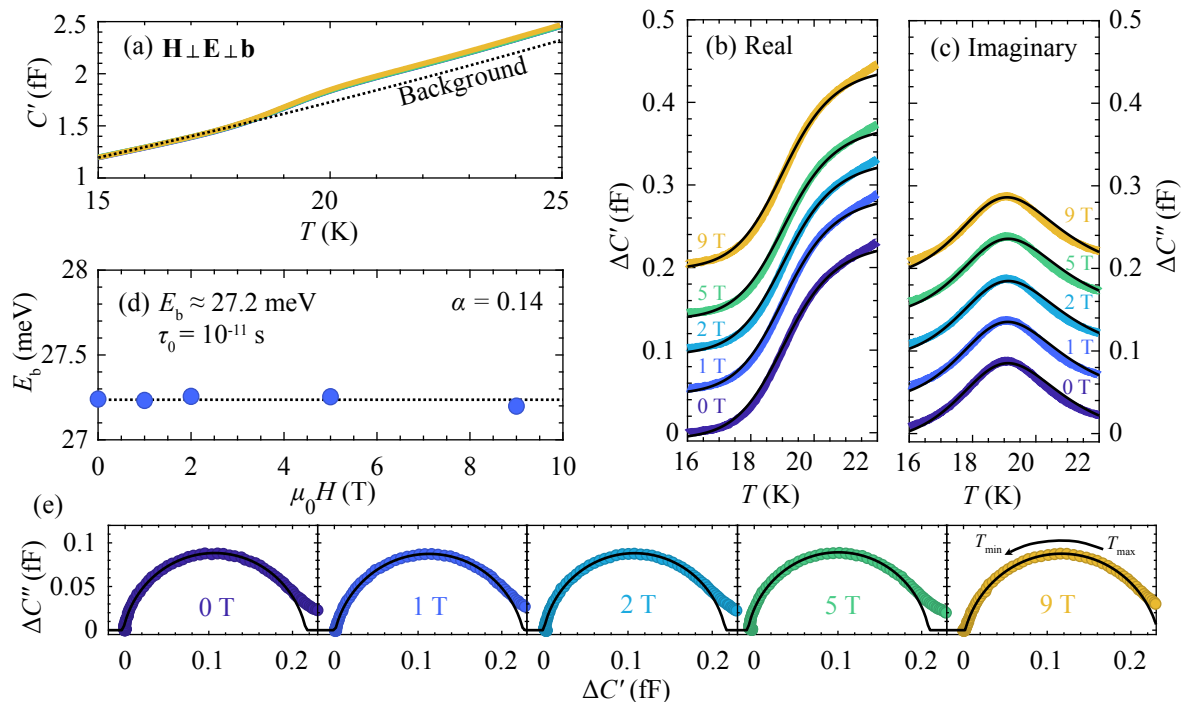 (a) H⊥E⊥b
C′ (fF)
2.5
2
1.5
1
Background
15 20 25
T (K)
(b) Real
ΔC′ (fF)
0.5
0.4
0.3
0.2
0.1
0
9 T
5 T
2 T
1 T
0 T
16 18 20 22
T (K)
(c) Imaginary
ΔC″ (fF)
0.5
0.4
0.3
0.2
0.1
0
9 T
5 T
2 T
1 T
0 T
16 18 20 22
T (K)
(d) E_b ≈ 27.2 meV α = 0.14
τ₀ = 10⁻¹¹ s
E_b (meV)
28
27.5
27
0 2 4 6 8 10
μ₀H (T)
(e)
ΔC″ (fF)
0.1
0.05
0
0 T
1 T
2 T
5 T
9 T
T_min T_max
0 0.1 0.2 0 0.1 0.2 0 0.1 0.2 0 0.1 0.2 0 0.1 0.2
ΔC′ (fF)